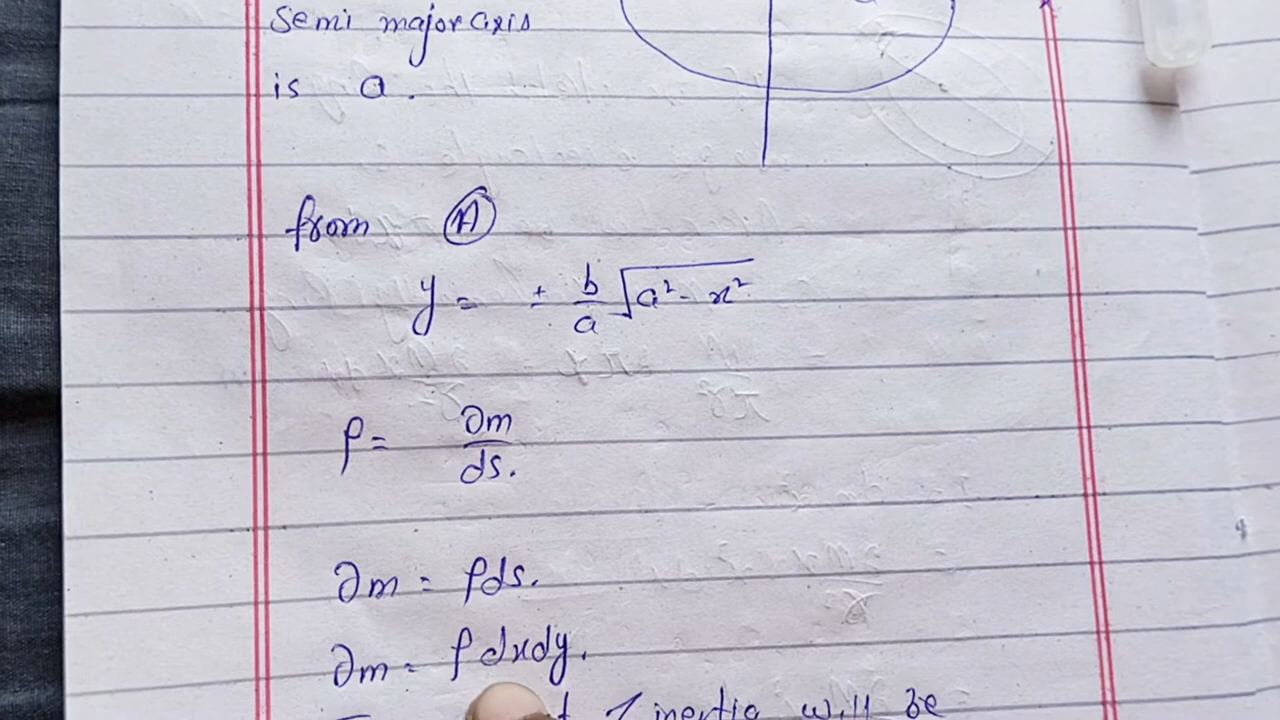 semi major axis
is a.
from (A)
y = ± b/a √(a² - x²)
ρ = ∂m/ds.
∂m = ρds.
∂m = ρdxdy.
inertia will be